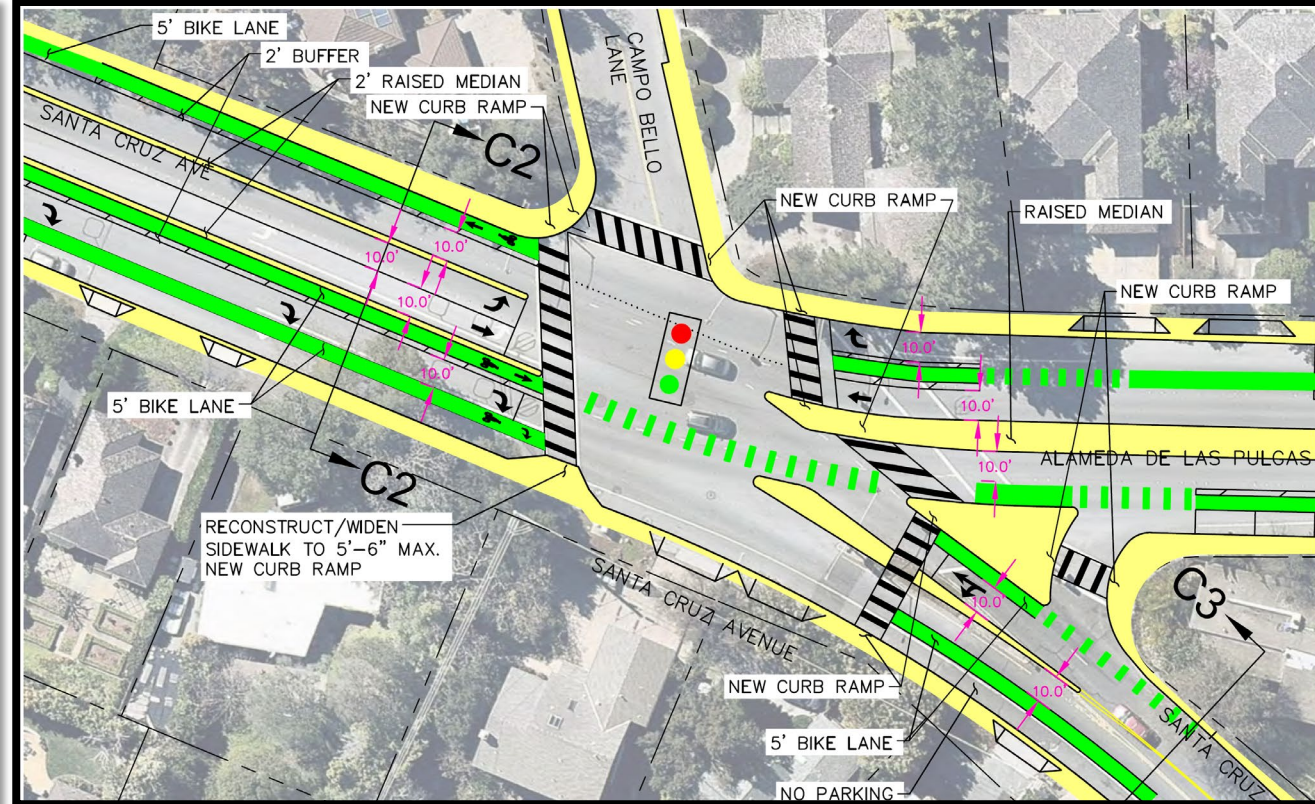 5' BIKE LANE
2' BUFFER
2' RAISED MEDIAN
NEW CURB RAMP
CAMPO BELLO
LANE
SANTA CRUZ AVE
C2
NEW CURB RAMP
RAISED MEDIAN
NEW CURB RAMP
10.0'
10.0'
10.0'
10.0'
10.0'
10.0'
10.0'
5' BIKE LANE
C2
ALAMEDA DE LAS PULGAS
RECONSTRUCT/WIDEN
SIDEWALK TO 5'-6" MAX.
NEW CURB RAMP
SANTA CRUZ AVENUE
C3
10.0'
10.0'
NEW CURB RAMP
5' BIKE LANE
NO PARKING
SANTA CRUZ